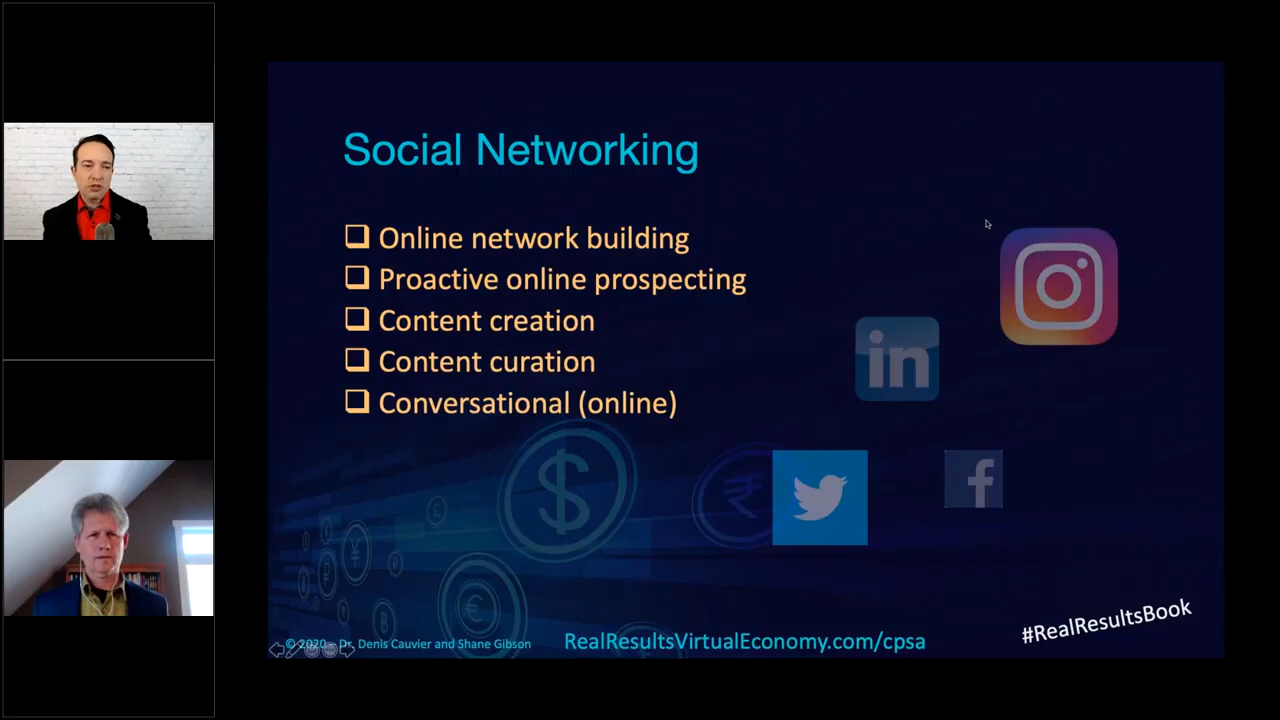 Social Networking
Online network building
Proactive online prospecting
Content creation
Content curation
Conversational (online)
in
f
#RealResultsBook
© 2020 - Dr. Denis Cauvier and Shane Gibson
RealResultsVirtualEconomy.com/cpsa